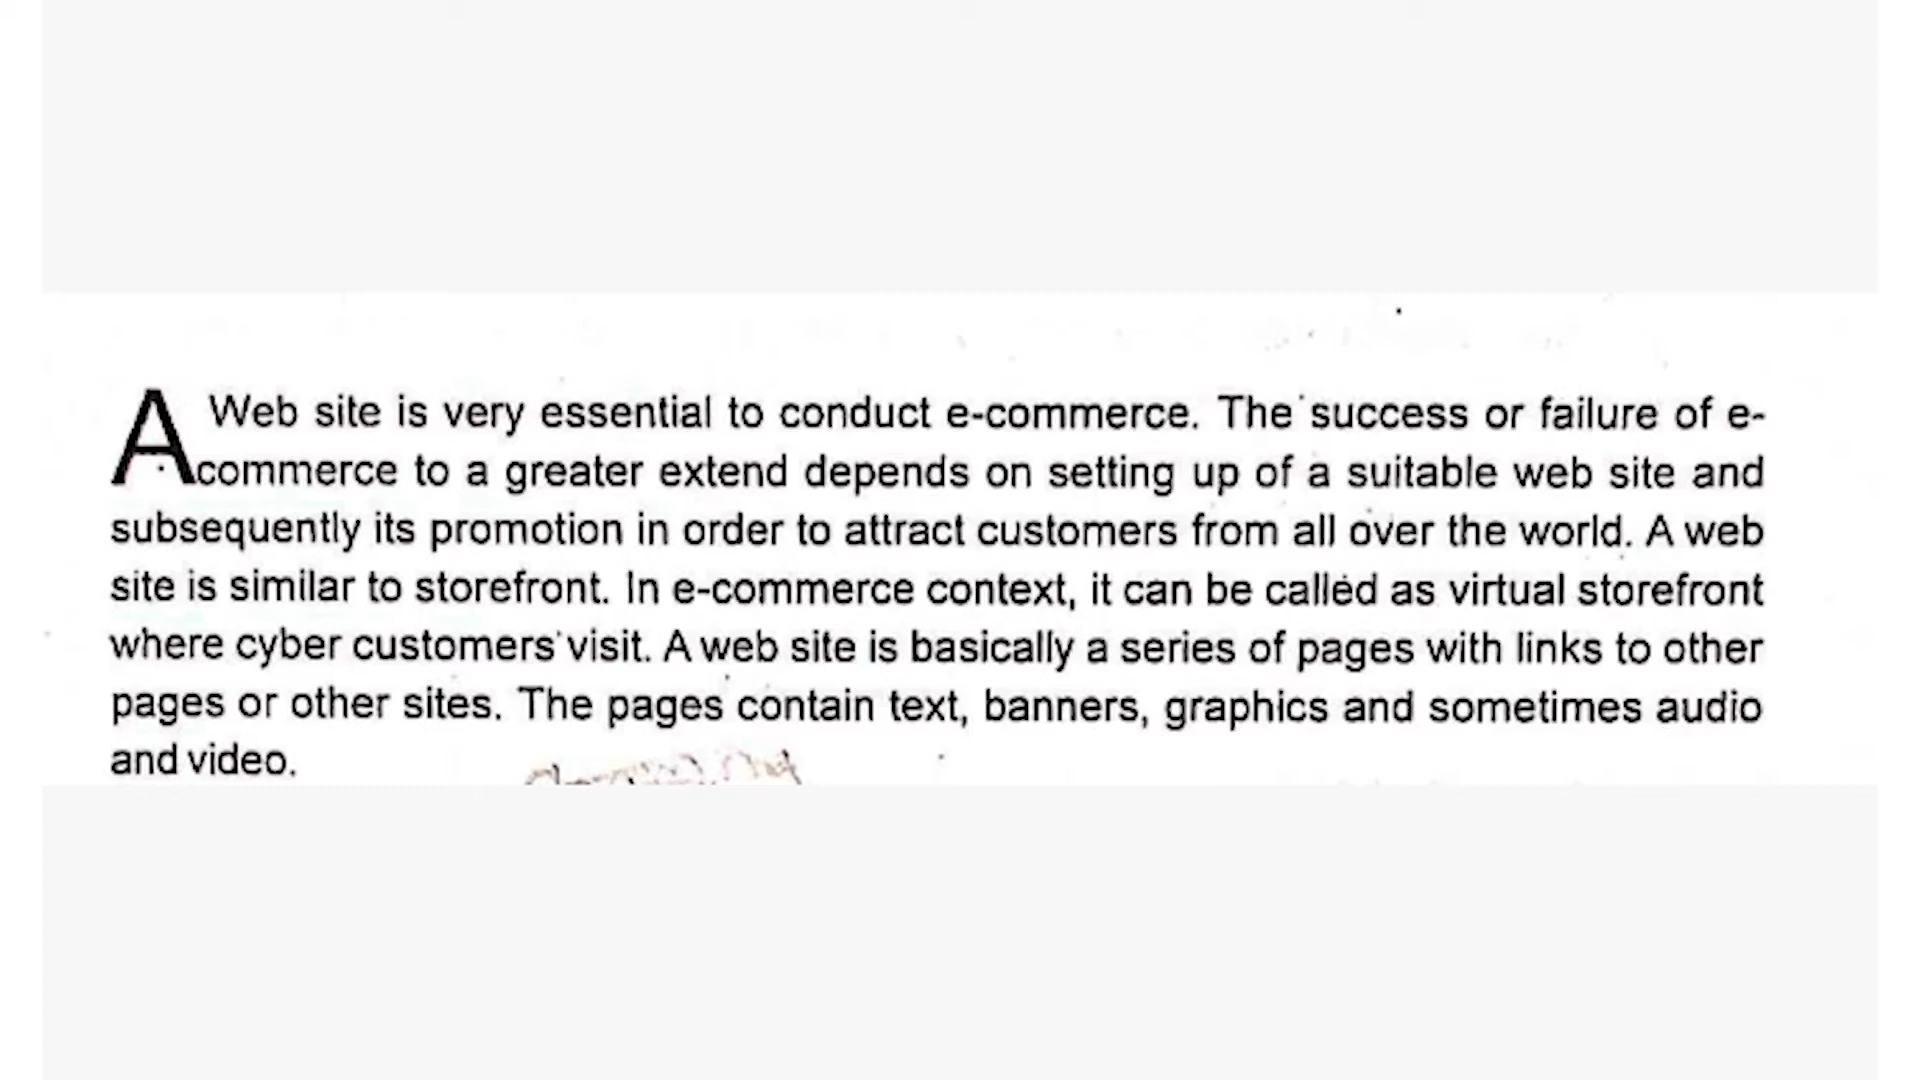 A Web site is very essential to conduct e-commerce. The success or failure of e-
commerce to a greater extend depends on setting up of a suitable web site and
subsequently its promotion in order to attract customers from all over the world. A web
site is similar to storefront. In e-commerce context, it can be called as virtual storefront
where cyber customers visit. A web site is basically a series of pages with links to other
pages or other sites. The pages contain text, banners, graphics and sometimes audio
and video.